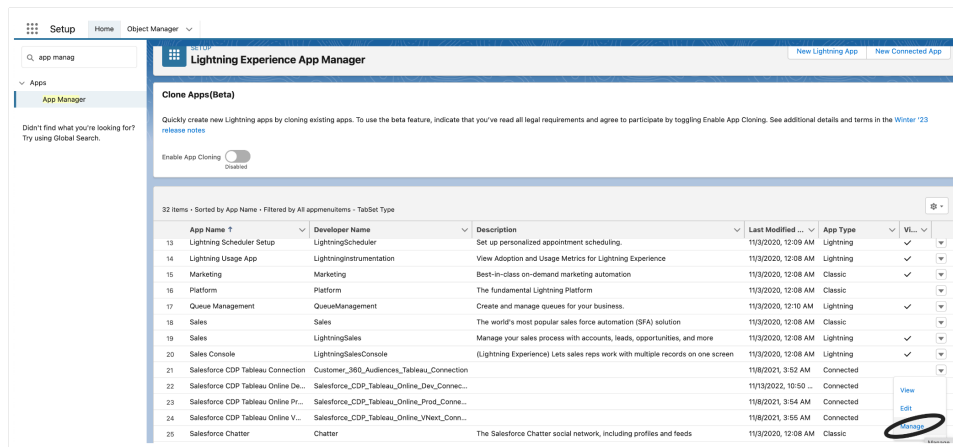 Setup Home Object Manager
app manag
Apps
App Manager
Didn't find what you're looking for?
Try using Global Search.
SETUP
Lightning Experience App Manager
New Lightning App New Connected App
Clone Apps(Beta)
Quickly create new Lightning apps by cloning existing apps. To use the beta feature, indicate that you've read all legal requirements and agree to participate by toggling Enable App Cloning. See additional details and terms in the Winter '23
release notes
Enable App Cloning
Disabled
32 items • Sorted by App Name • Filtered by All appmenuitems - TabSet Type
App Name ↑ Developer Name Description Last Modified ... App Type Vi...
13 Lightning Scheduler Setup LightningScheduler Set up personalized appointment scheduling. 11/3/2020, 12:09 AM Lightning
14 Lightning Usage App LightningInstrumentation View Adoption and Usage Metrics for Lightning Experience 11/3/2020, 12:08 AM Lightning
15 Marketing Marketing Best-in-class on-demand marketing automation 11/3/2020, 12:08 AM Classic
16 Platform Platform The fundamental Lightning Platform 11/3/2020, 12:08 AM Classic
17 Queue Management QueueManagement Create and manage queues for your business. 11/3/2020, 12:10 AM Lightning
18 Sales Sales The world's most popular sales force automation (SFA) solution 11/3/2020, 12:08 AM Classic
19 Sales LightningSales Manage your sales process with accounts, leads, opportunities, and more 11/3/2020, 12:08 AM Lightning
20 Sales Console LightningSalesConsole (Lightning Experience) Lets sales reps work with multiple records on one screen 11/3/2020, 12:08 AM Lightning
21 Salesforce CDP Tableau Connection Customer_360_Audiences_Tableau_Connection 11/8/2021, 3:52 AM Connected
22 Salesforce CDP Tableau Online De... Salesforce_CDP_Tableau_Online_Dev_Connec... 11/13/2022, 10:50 ... Connected
View
23 Salesforce CDP Tableau Online Pr... Salesforce_CDP_Tableau_Online_Prod_Conne... 11/8/2021, 3:54 AM Connected
Edit
24 Salesforce CDP Tableau Online V... Salesforce_CDP_Tableau_Online_VNext_Conn... 11/8/2021, 3:55 AM Connected
Manage
25 Salesforce Chatter Chatter The Salesforce Chatter social network, including profiles and feeds 11/3/2020, 12:08 AM Classic
Manage